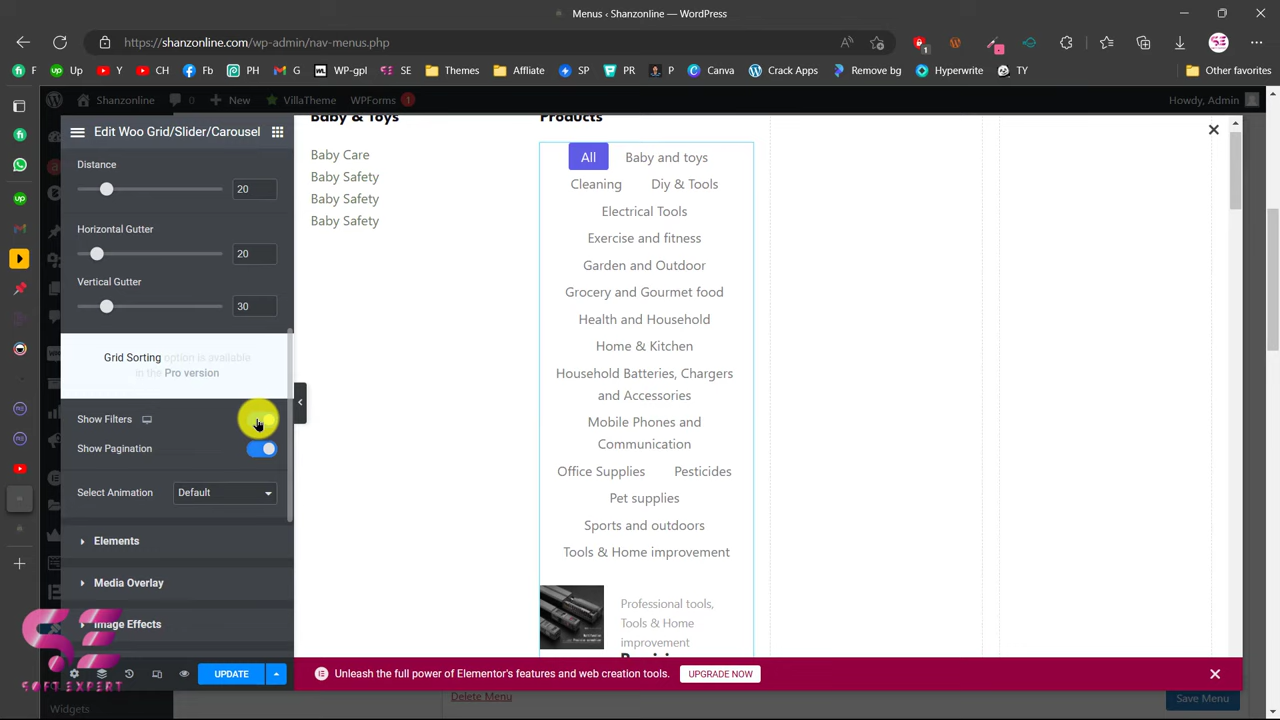 Menus ‹ Shanzonline — WordPress
https://shanzonline.com/wp-admin/nav-menus.php
F Up Y CH Fb PH G WP-gpl SE Themes Affliate SP PR P Canva Crack Apps Remove bg Hyperwrite TY Other favorites
Shanzonline 0 New VillaTheme WPForms 1 Howdy, Admin
Edit Woo Grid/Slider/Carousel
Distance
20
Horizontal Gutter
20
Vertical Gutter
30
Grid Sorting option is available
in the Pro version
Show Filters
Show Pagination
Select Animation Default
Elements
Media Overlay
Image Effects
UPDATE
Baby & Toys
Baby Care
Baby Safety
Baby Safety
Baby Safety
Products
All Baby and toys
Cleaning Diy & Tools
Electrical Tools
Exercise and fitness
Garden and Outdoor
Grocery and Gourmet food
Health and Household
Home & Kitchen
Household Batteries, Chargers
and Accessories
Mobile Phones and
Communication
Office Supplies Pesticides
Pet supplies
Sports and outdoors
Tools & Home improvement
Professional tools,
Tools & Home
improvement
Unleash the full power of Elementor's features and web creation tools. UPGRADE NOW
Delete Menu
Save Menu
Widgets
SE
SOFT EXPERT